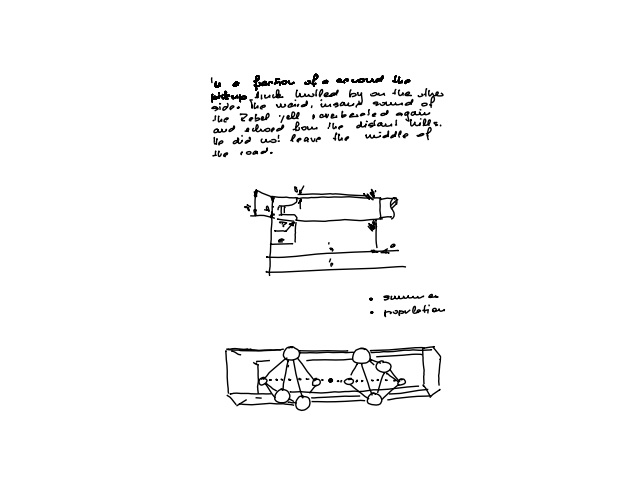 in a fraction of a second the
pickup truck hurtled by on the other
side. The weird, insane sound of
the Rebel yell reverberated again
and echoed from the distant hills.
He did not leave the middle of
the road.
• summer
• population